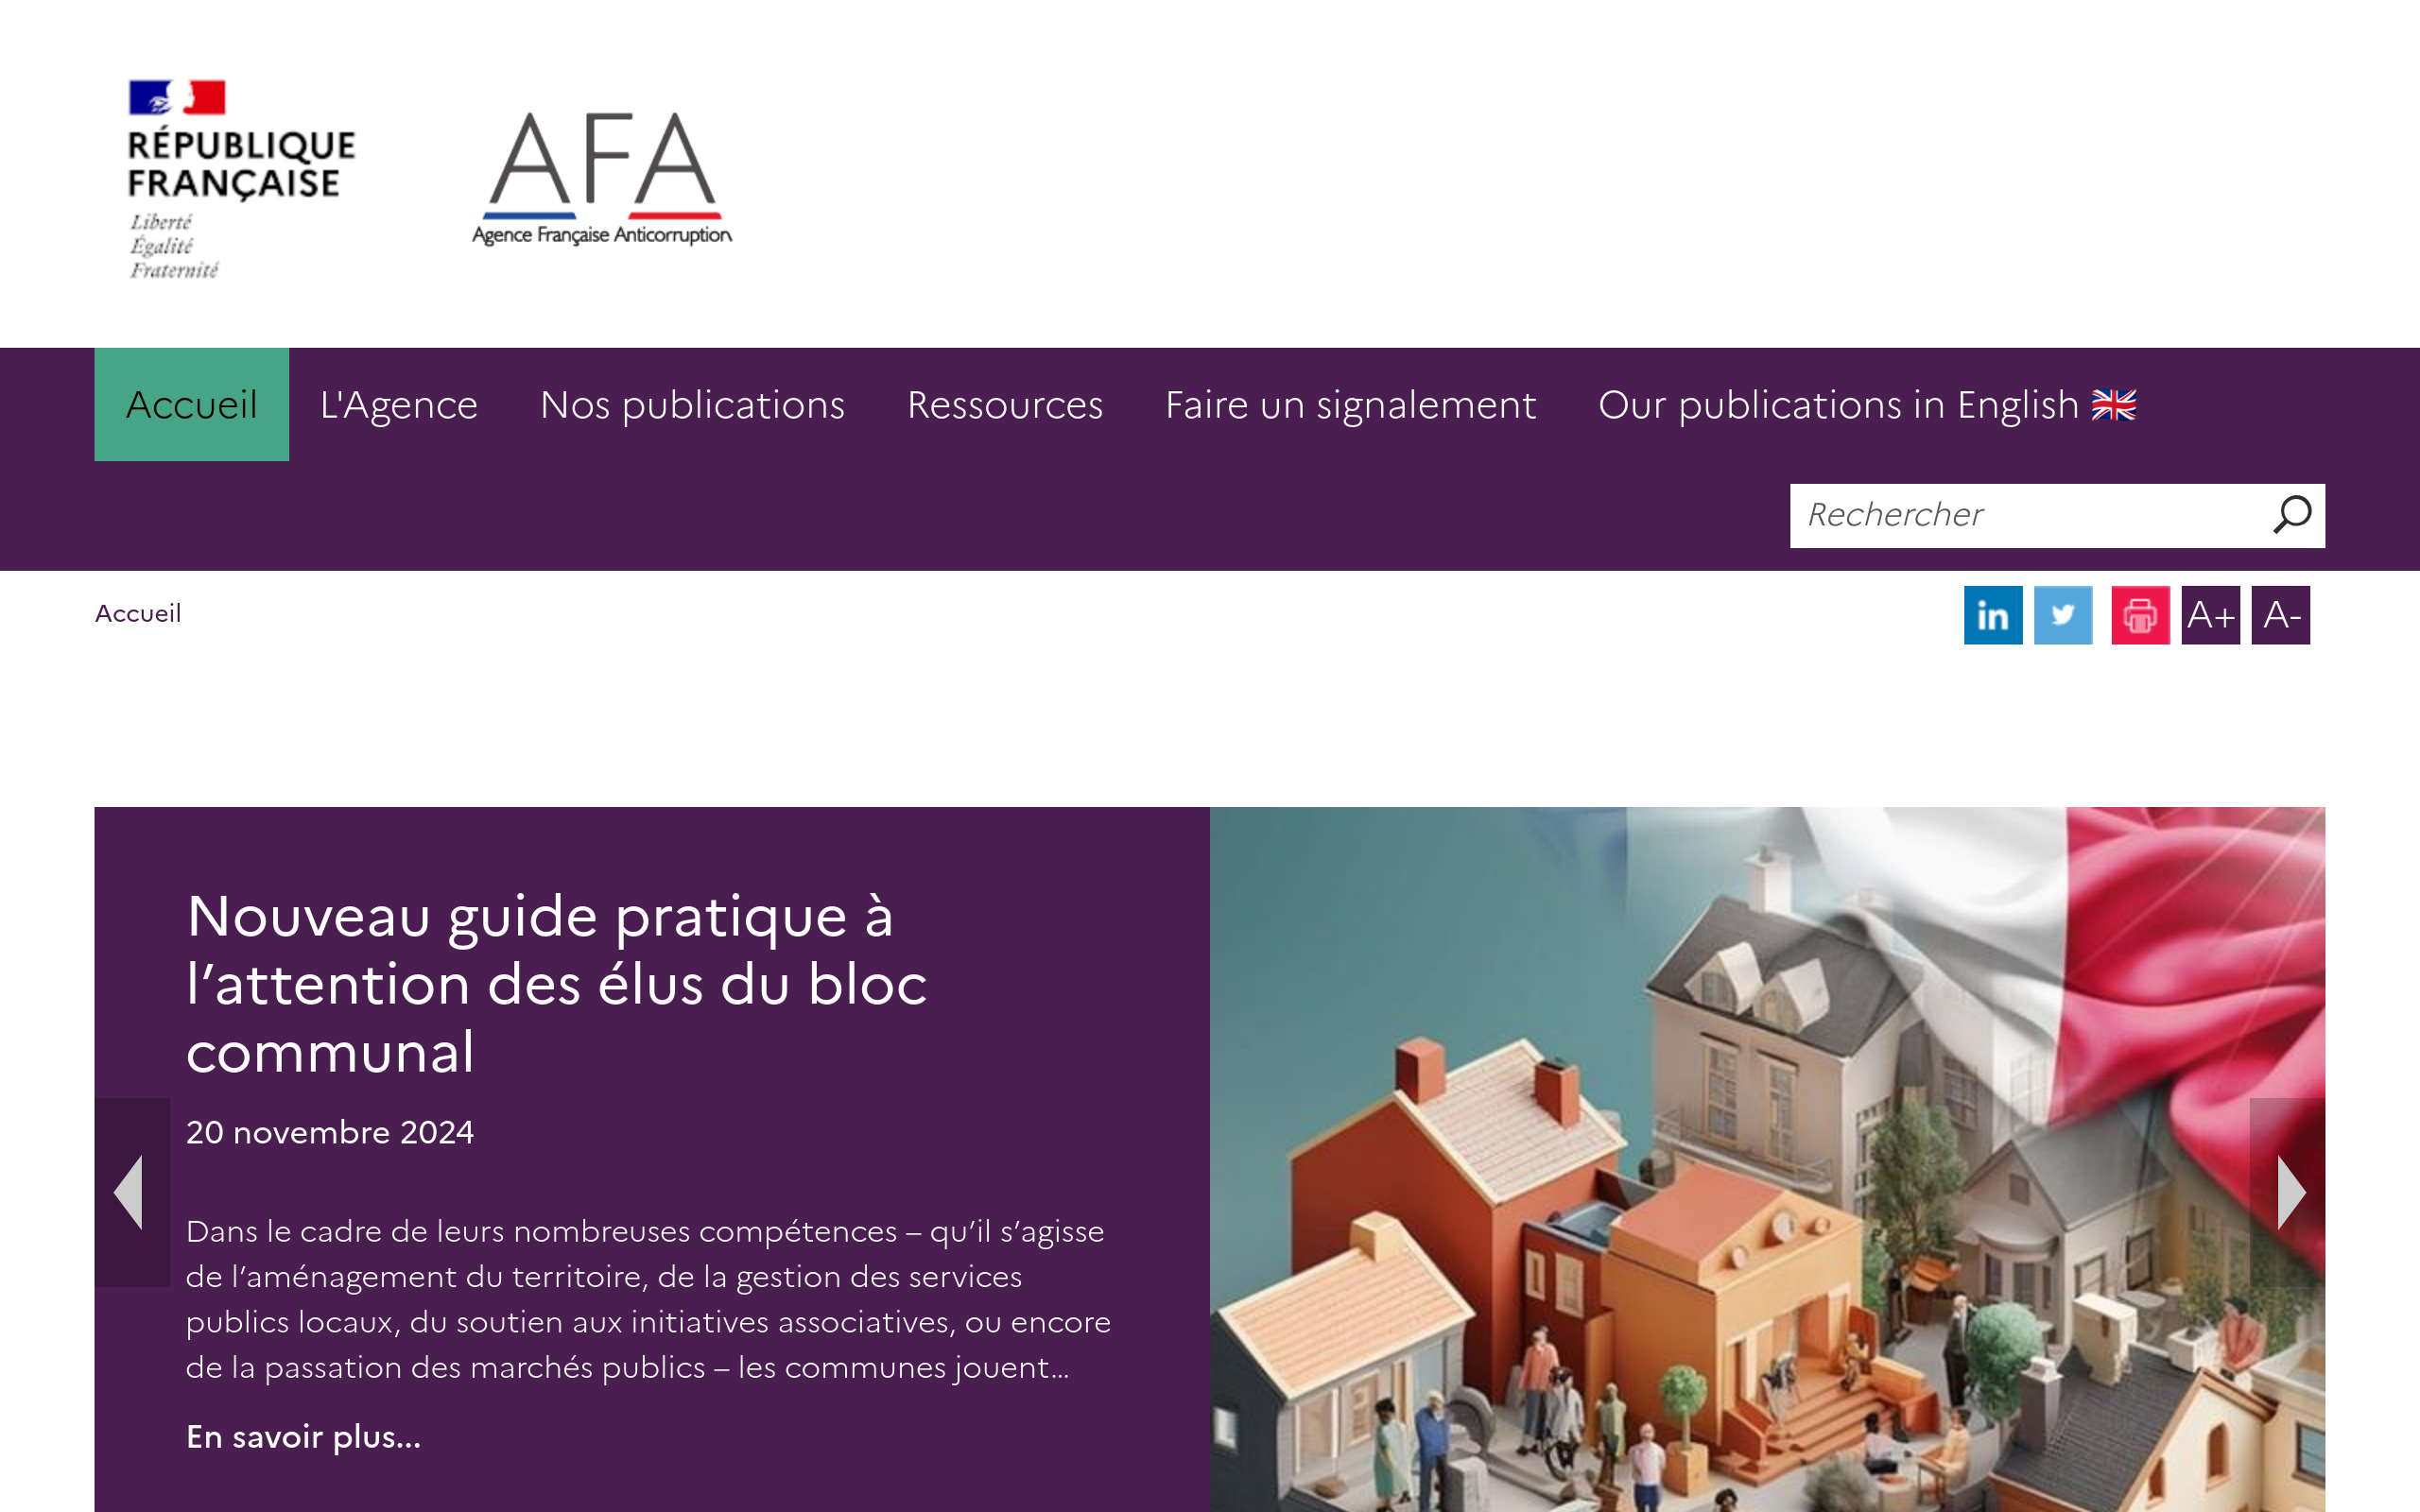 RÉPUBLIQUE
FRANÇAISE
Liberté
Égalité
Fraternité
AFA
Agence Française Anticorruption
Accueil
L'Agence
Nos publications
Ressources
Faire un signalement
Our publications in English 🇬🇧
Rechercher
Accueil
in
A+
A-
Nouveau guide pratique à
l’attention des élus du bloc
communal
20 novembre 2024
Dans le cadre de leurs nombreuses compétences – qu’il s’agisse
de l’aménagement du territoire, de la gestion des services
publics locaux, du soutien aux initiatives associatives, ou encore
de la passation des marchés publics – les communes jouent...
En savoir plus...